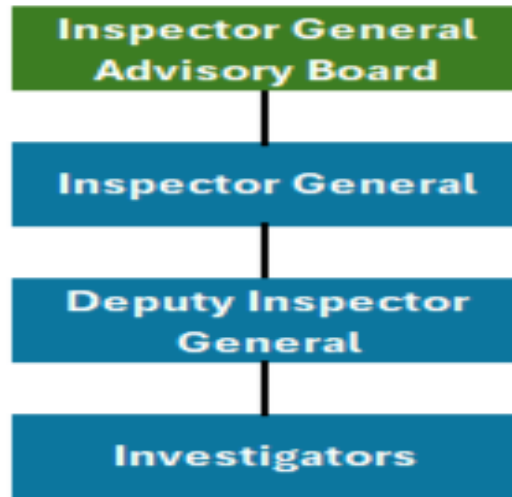 Inspector General
Advisory Board
Inspector General
Deputy Inspector
General
Investigators